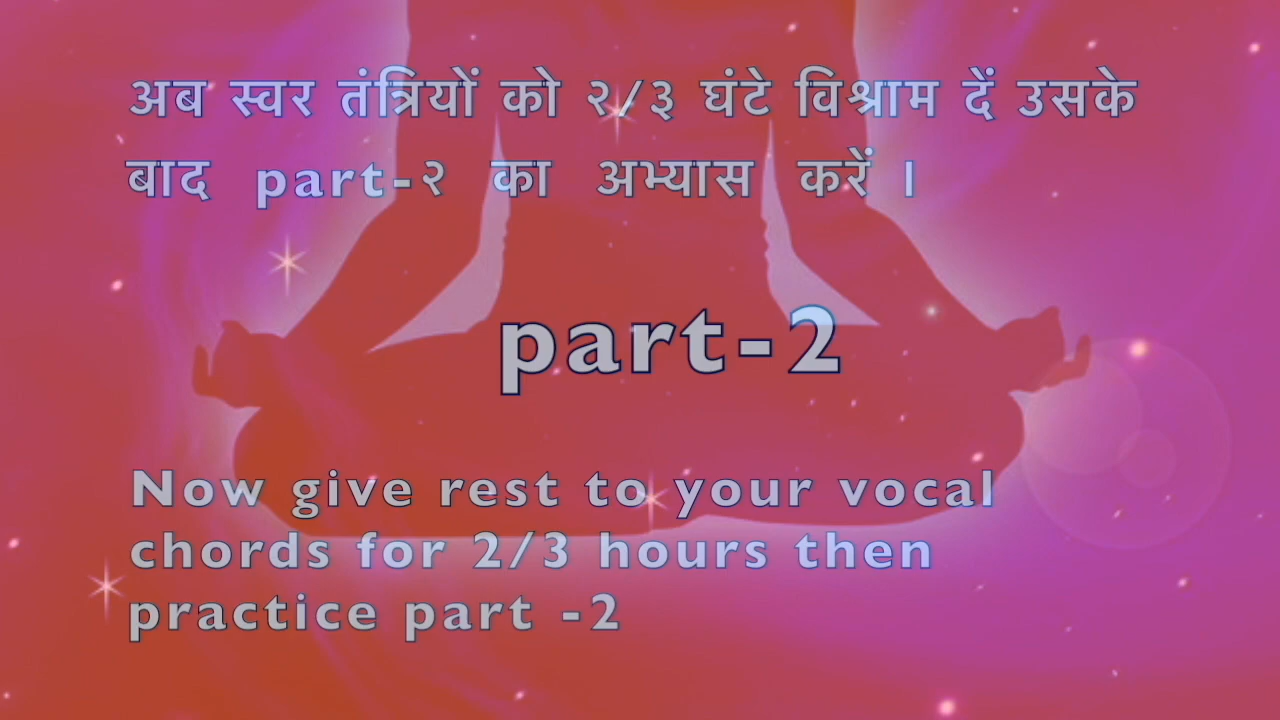 अब स्वर तंत्रियों को २/३ घंटे विश्राम दें उसके
बाद part-२ का अभ्यास करें ।
part-2
Now give rest to your vocal
chords for 2/3 hours then
practice part -2